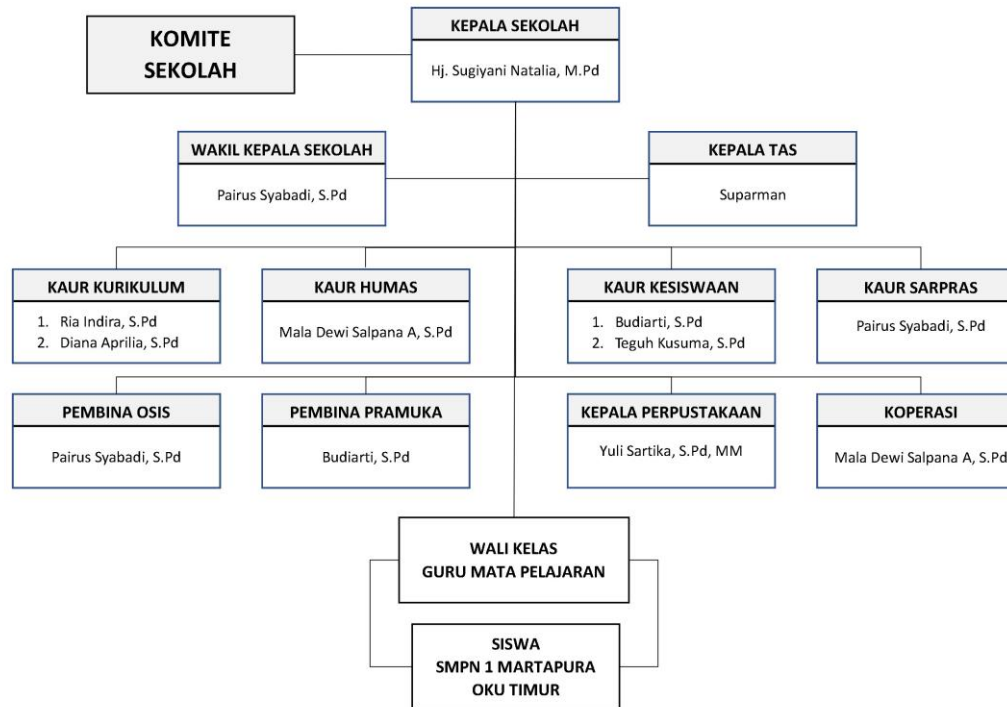 KOMITE
SEKOLAH
KEPALA SEKOLAH
Hj. Sugiyani Natalia, M.Pd
WAKIL KEPALA SEKOLAH
Pairus Syabadi, S.Pd
KEPALA TAS
Suparman
KAUR KURIKULUM
1. Ria Indira, S.Pd
2. Diana Aprilia, S.Pd
KAUR HUMAS
Mala Dewi Salpana A, S.Pd
KAUR KESISWAAN
1. Budiarti, S.Pd
2. Teguh Kusuma, S.Pd
KAUR SARPRAS
Pairus Syabadi, S.Pd
PEMBINA OSIS
Pairus Syabadi, S.Pd
PEMBINA PRAMUKA
Budiarti, S.Pd
KEPALA PERPUSTAKAAN
Yuli Sartika, S.Pd, MM
KOPERASI
Mala Dewi Salpana A, S.Pd
WALI KELAS
GURU MATA PELAJARAN
SISWA
SMPN 1 MARTAPURA
OKU TIMUR